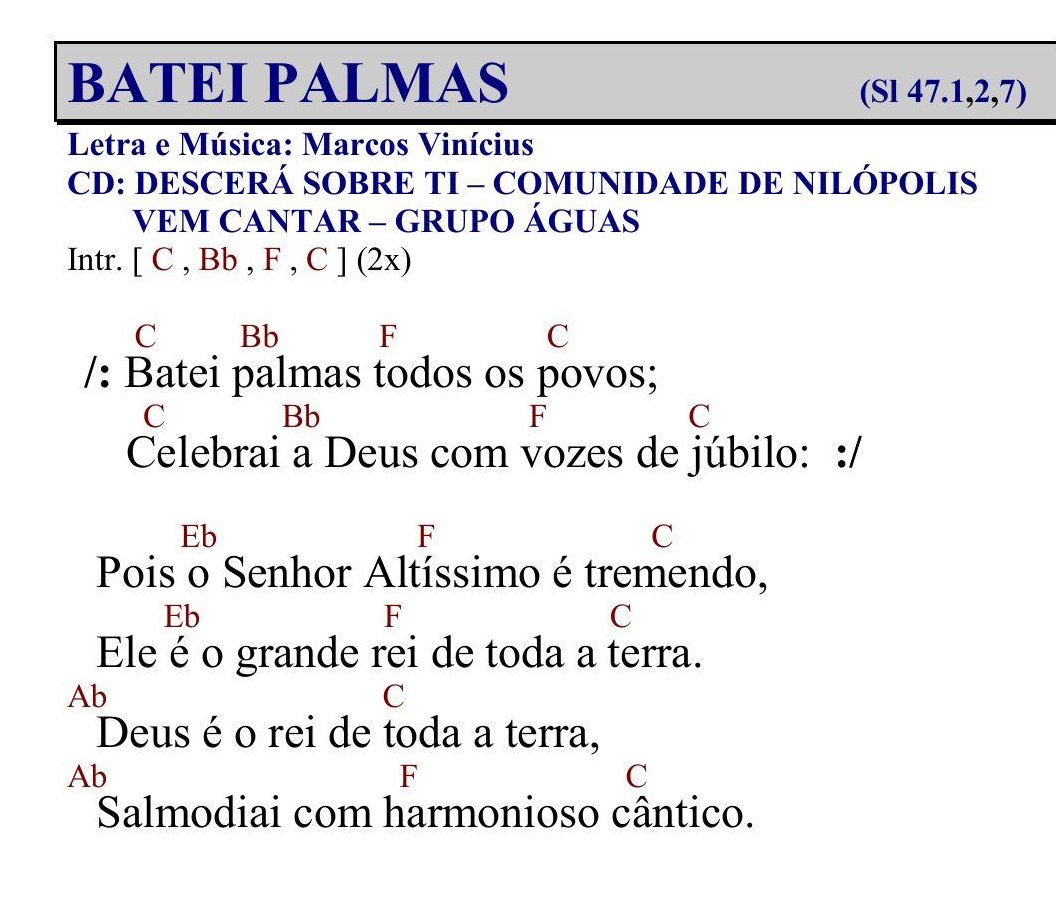 BATEI PALMAS (Sl 47.1,2,7)
Letra e Música: Marcos Vinícius
CD: DESCERÁ SOBRE TI – COMUNIDADE DE NILÓPOLIS
VEM CANTAR – GRUPO ÁGUAS
Intr. [ C , Bb , F , C ] (2x)
C Bb F C
/: Batei palmas todos os povos;
C Bb F C
Celebrai a Deus com vozes de júbilo: :/
Eb F C
Pois o Senhor Altíssimo é tremendo,
Eb F C
Ele é o grande rei de toda a terra.
Ab C
Deus é o rei de toda a terra,
Ab F C
Salmodiai com harmonioso cântico.